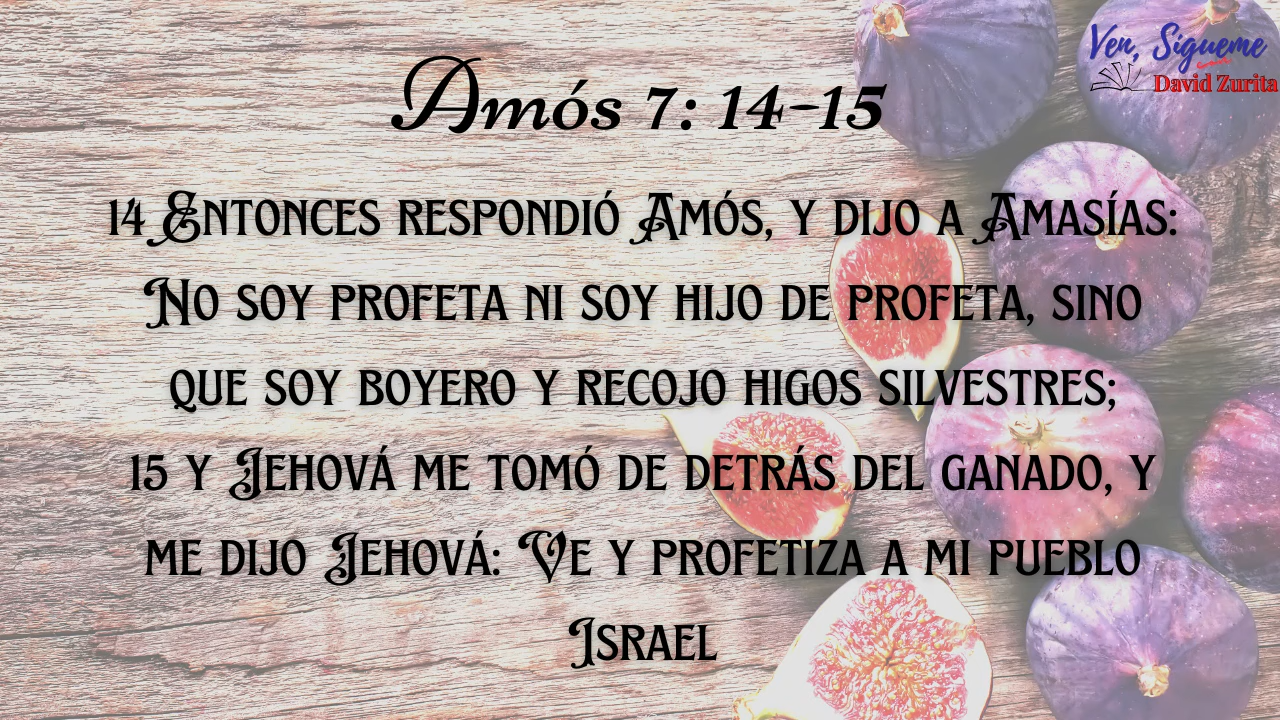 Ven, Sígueme
David Zurita
Amós 7: 14-15
14 Entonces respondió Amós, y dijo a Amasías:
No soy profeta ni soy hijo de profeta, sino
que soy boyero y recojo higos silvestres;
15 y Jehová me tomó de detrás del ganado, y
me dijo Jehová: Ve y profetiza a mi pueblo
Israel